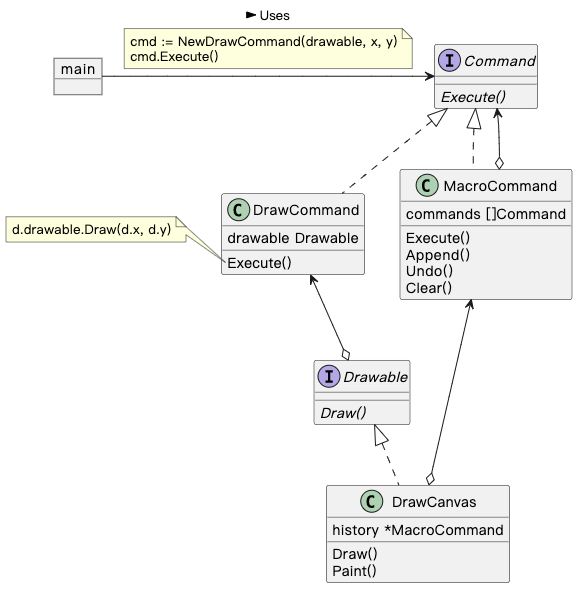 Uses
cmd := NewDrawCommand(drawable, x, y)
cmd.Execute()
main
I Command
Execute()
C DrawCommand
drawable Drawable
Execute()
d.drawable.Draw(d.x, d.y)
C MacroCommand
commands []Command
Execute()
Append()
Undo()
Clear()
I Drawable
Draw()
C DrawCanvas
history *MacroCommand
Draw()
Paint()